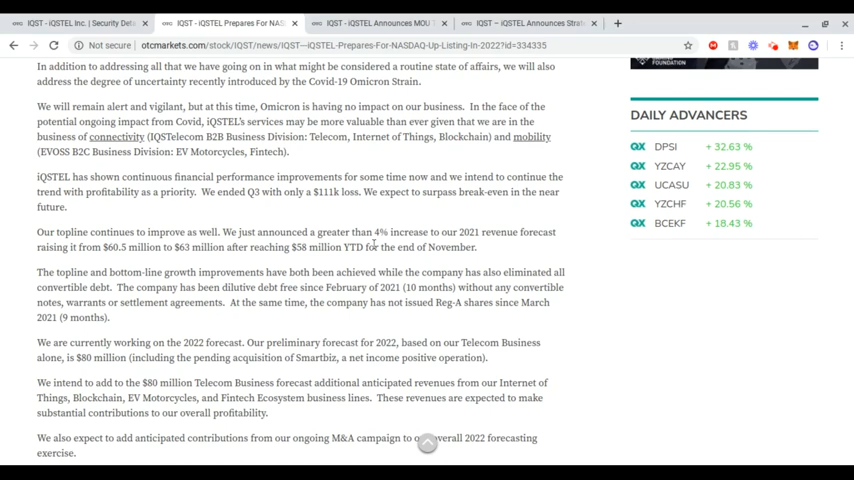 IQST - iQSTEL Inc. | Security Deta
IQST - iQSTEL Prepares For NAS
IQST - iQSTEL Announces MOU T
IQST – iQSTEL Announces Strate
Not secure | otcmarkets.com/stock/IQST/news/IQST---iQSTEL-Prepares-For-NASDAQ-Up-Listing-In-2022?id=334335
In addition to addressing all that we have going on in what might be considered a routine state of affairs, we will also
address the degree of uncertainty recently introduced by the Covid-19 Omicron Strain.
We will remain alert and vigilant, but at this time, Omicron is having no impact on our business. In the face of the
potential ongoing impact from Covid, iQSTEL's services may be more valuable than ever given that we are in the
business of connectivity (IQSTelecom B2B Business Division: Telecom, Internet of Things, Blockchain) and mobility
(EVOSS B2C Business Division: EV Motorcycles, Fintech).
iQSTEL has shown continuous financial performance improvements for some time now and we intend to continue the
trend with profitability as a priority. We ended Q3 with only a $111k loss. We expect to surpass break-even in the near
future.
Our topline continues to improve as well. We just announced a greater than 4% increase to our 2021 revenue forecast
raising it from $60.5 million to $63 million after reaching $58 million YTD for the end of November.
The topline and bottom-line growth improvements have both been achieved while the company has also eliminated all
convertible debt. The company has been dilutive debt free since February of 2021 (10 months) without any convertible
notes, warrants or settlement agreements. At the same time, the company has not issued Reg-A shares since March
2021 (9 months).
We are currently working on the 2022 forecast. Our preliminary forecast for 2022, based on our Telecom Business
alone, is $80 million (including the pending acquisition of Smartbiz, a net income positive operation).
We intend to add to the $80 million Telecom Business forecast additional anticipated revenues from our Internet of
Things, Blockchain, EV Motorcycles, and Fintech Ecosystem business lines. These revenues are expected to make
substantial contributions to our overall profitability.
We also expect to add anticipated contributions from our ongoing M&A campaign to our overall 2022 forecasting
exercise.
FOUNDATION
DAILY ADVANCERS
QX DPSI + 32.63 %
QX YZCAY + 22.95 %
QX UCASU + 20.83 %
QX YZCHF + 20.56 %
QX BCEKF + 18.43 %